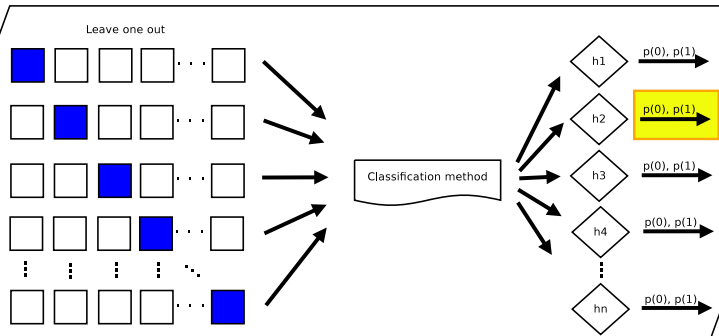 Leave one out
Classification method
h1
p(0), p(1)
h2
p(0), p(1)
h3
p(0), p(1)
h4
p(0), p(1)
hn
p(0), p(1)